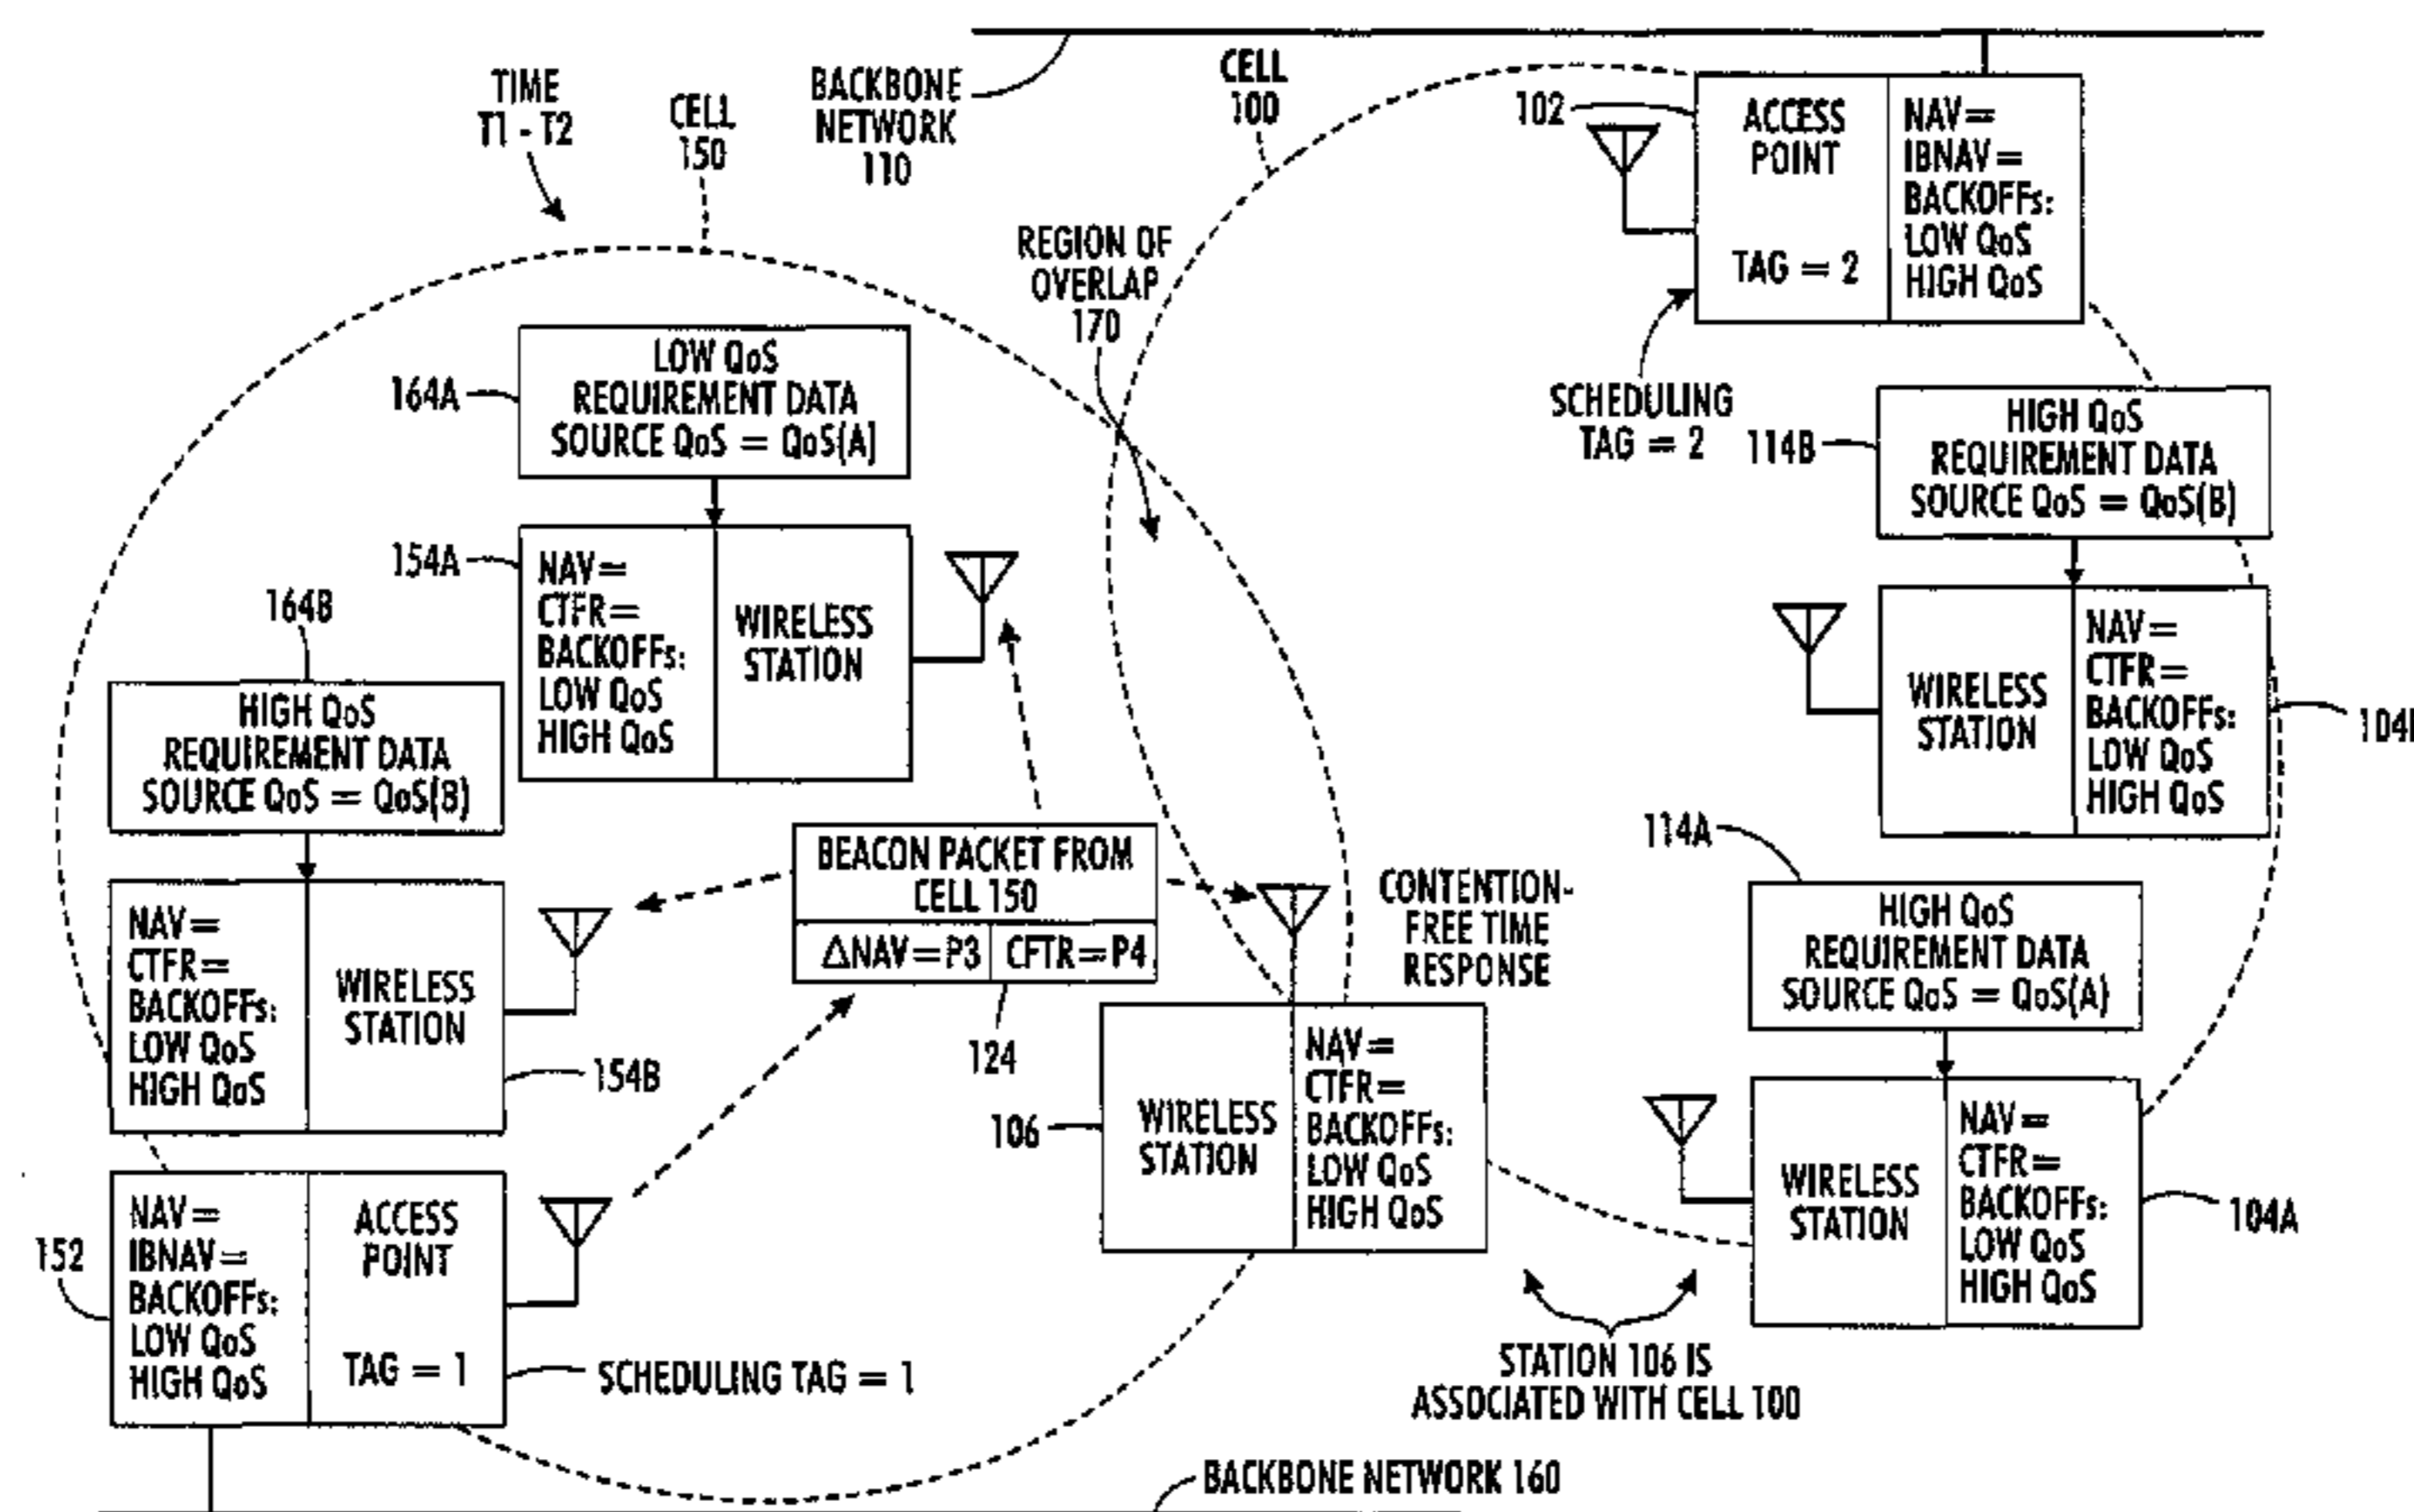 TIME
T1 - T2
CELL
150
BACKBONE
NETWORK
110
CELL
100
REGION OF
OVERLAP
170
102
ACCESS
POINT
TAG = 2
NAV=
IBNAV=
BACKOFFs:
LOW QoS
HIGH QoS
SCHEDULING
TAG = 2
164A
LOW QoS
REQUIREMENT DATA
SOURCE QoS = QoS(A)
154A
NAV=
CTFR=
BACKOFFs:
LOW QoS
HIGH QoS
WIRELESS
STATION
114B
HIGH QoS
REQUIREMENT DATA
SOURCE QoS = QoS(B)
WIRELESS
STATION
NAV=
CTFR=
BACKOFFs:
LOW QoS
HIGH QoS
164B
HIGH QoS
REQUIREMENT DATA
SOURCE QoS = QoS(B)
NAV=
CTFR=
BACKOFFs:
LOW QoS
HIGH QoS
WIRELESS
STATION
154B
BEACON PACKET FROM
CELL 150
ΔNAV=P3
CFTR=P4
124
CONTENTION-
FREE TIME
RESPONSE
106
WIRELESS
STATION
NAV=
CTFR=
BACKOFFs:
LOW QoS
HIGH QoS
114A
HIGH QoS
REQUIREMENT DATA
SOURCE QoS = QoS(A)
WIRELESS
STATION
NAV=
CTFR=
BACKOFFs:
LOW QoS
HIGH QoS
104A
152
NAV=
IBNAV=
BACKOFFs:
LOW QoS
HIGH QoS
ACCESS
POINT
TAG = 1
SCHEDULING TAG = 1
STATION 106 IS
ASSOCIATED WITH CELL 100
BACKBONE NETWORK 160